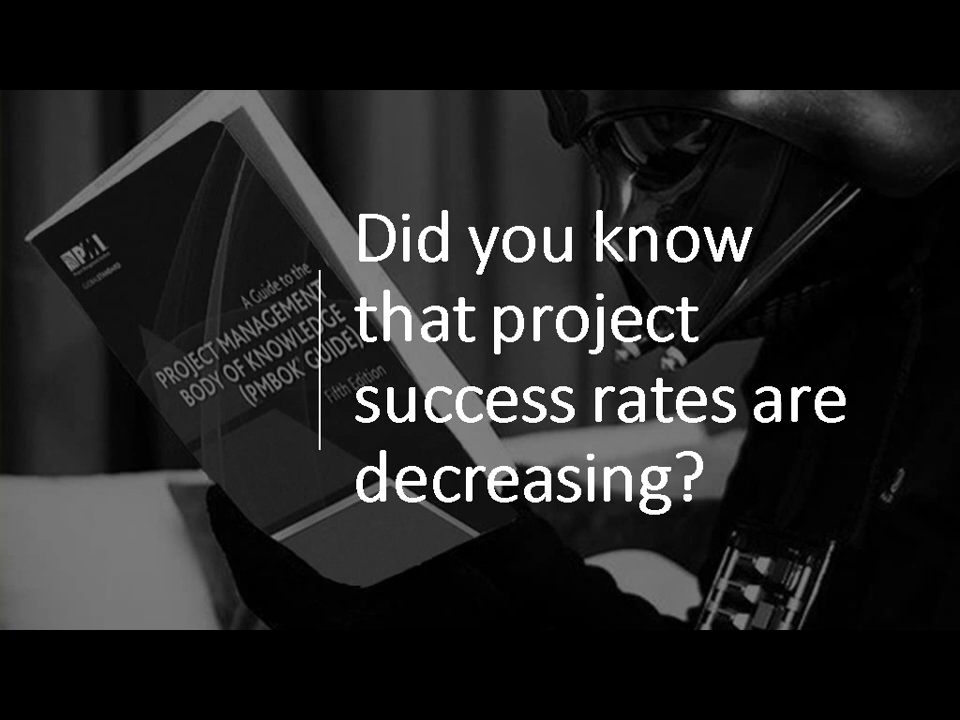 PMI
A Guide to the
PROJECT MANAGEMENT
BODY OF KNOWLEDGE
(PMBOK® GUIDE)
Fifth Edition
Did you know
that project
success rates are
decreasing?